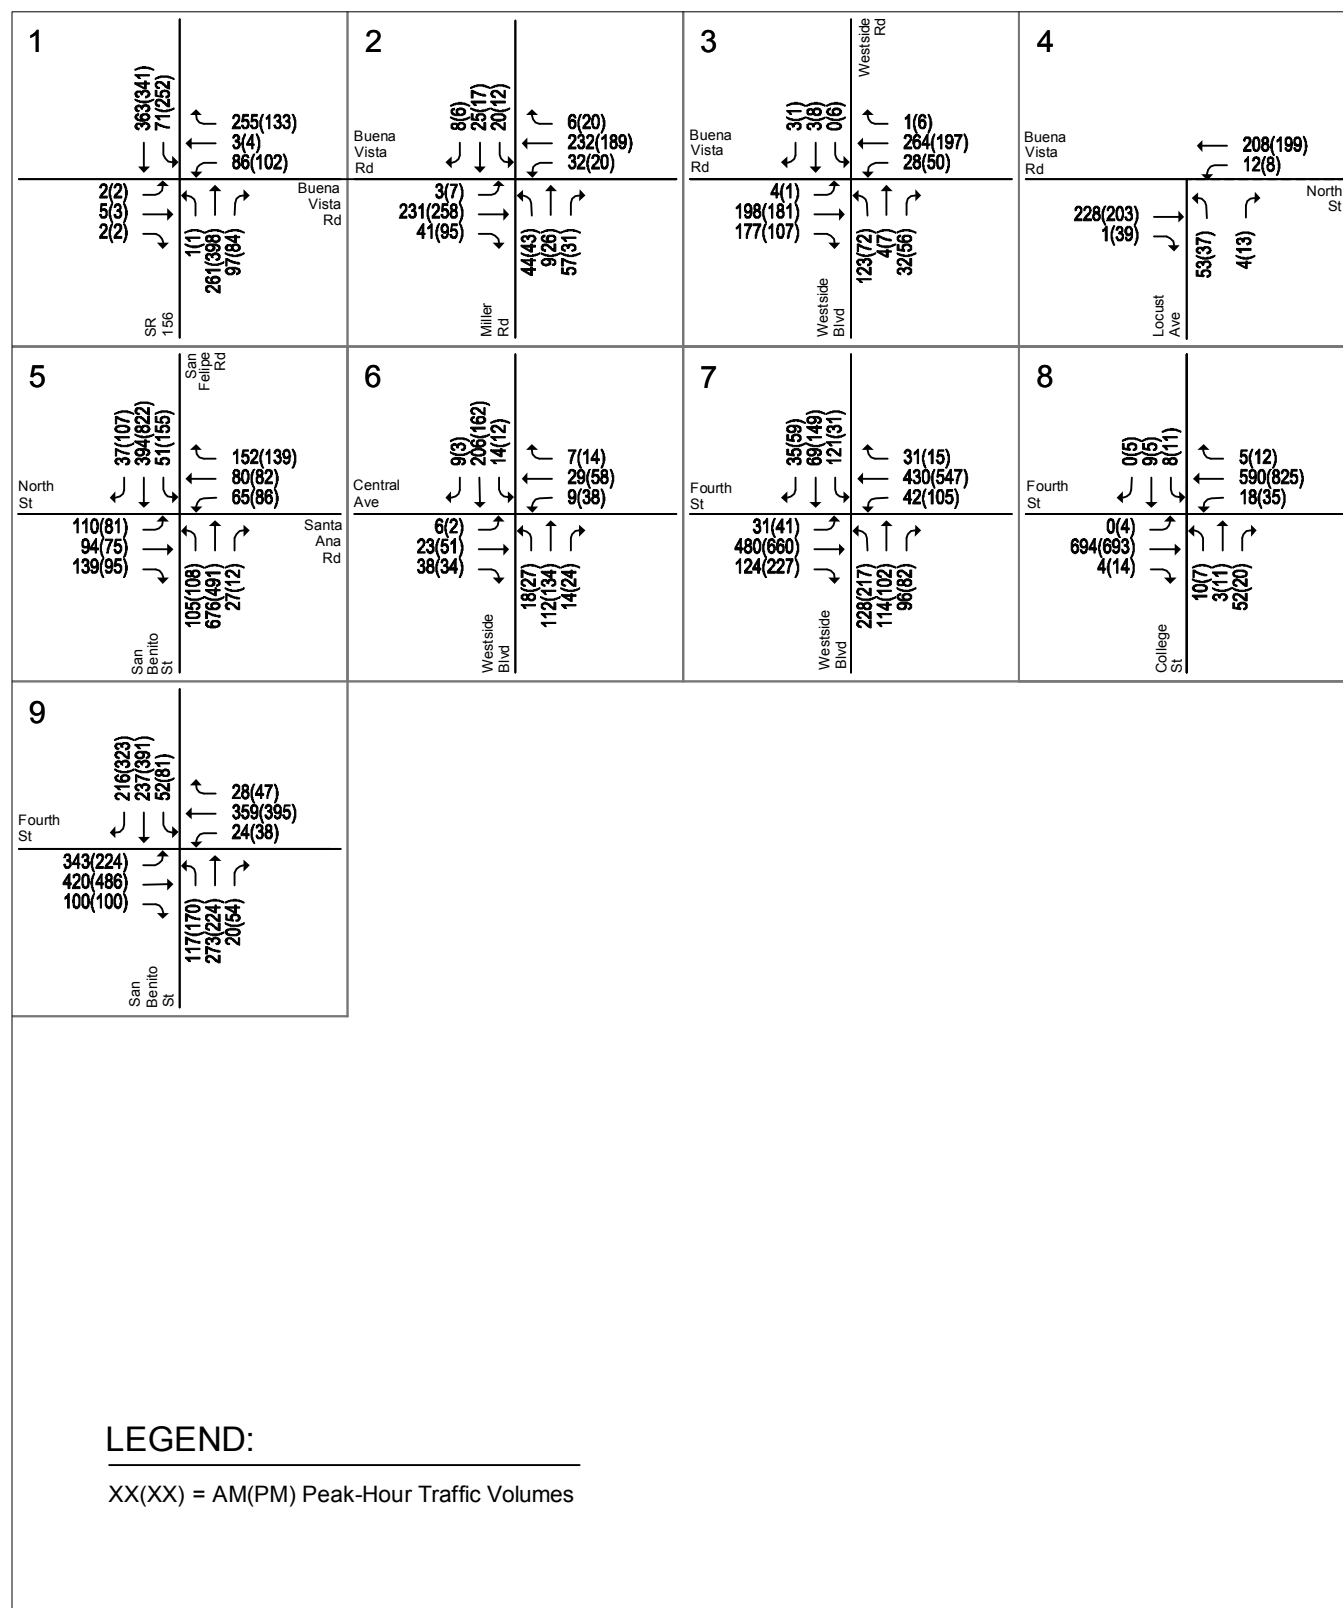 1
363(341)
71(252)
255(133)
3(4)
86(102)
2(2)
5(3)
2(2)
1(1)
261(398)
97(84)
Buena
Vista
Rd
SR
156
2
8(6)
25(17)
20(12)
Buena
Vista
Rd
6(20)
232(189)
32(20)
3(7)
231(258)
41(95)
44(43)
9(26)
57(31)
Miller
Rd
3
Westside
Rd
3(1)
3(8)
0(6)
Buena
Vista
Rd
1(6)
264(197)
28(50)
4(1)
198(181)
177(107)
123(72)
4(7)
32(56)
Westside
Blvd
4
Buena
Vista
Rd
208(199)
12(8)
North
St
228(203)
1(39)
53(37)
4(13)
Locust
Ave
5
San
Felipe
Rd
37(107)
394(822)
51(155)
North
St
152(139)
80(82)
65(86)
110(81)
94(75)
139(95)
105(108)
676(491)
27(12)
Santa
Ana
Rd
San
Benito
St
6
9(3)
206(162)
14(12)
Central
Ave
7(14)
29(58)
9(38)
6(2)
23(51)
38(34)
18(27)
112(134)
14(24)
Westside
Blvd
7
35(59)
69(149)
121(31)
Fourth
St
31(15)
430(547)
42(105)
31(41)
480(660)
124(227)
228(217)
114(102)
96(82)
Westside
Blvd
8
0(5)
9(5)
8(11)
Fourth
St
5(12)
590(825)
18(35)
0(4)
694(693)
4(14)
10(7)
3(11)
52(20)
College
St
9
216(323)
237(391)
52(81)
Fourth
St
28(47)
359(395)
24(38)
343(224)
420(486)
100(100)
117(170)
273(224)
20(54)
San
Benito
St
LEGEND:
XX(XX) = AM(PM) Peak-Hour Traffic Volumes